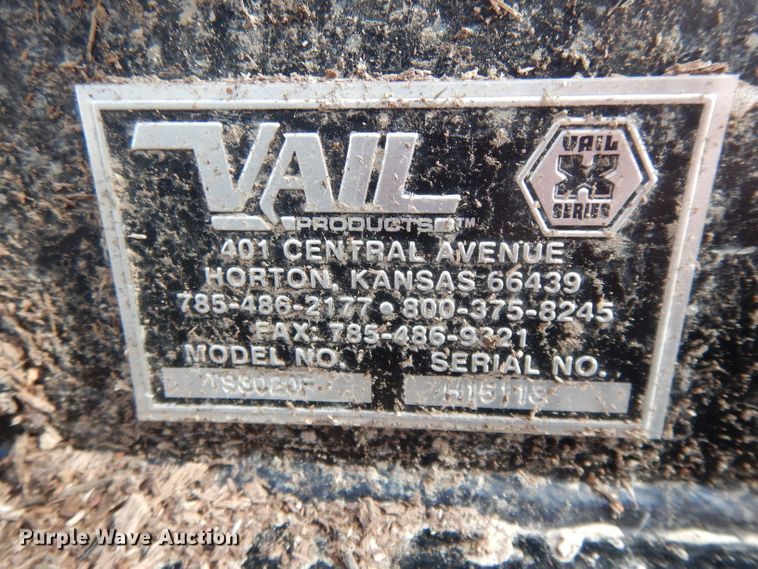 VAIL
PRODUCTS™
VAIL
X
SERIES
401 CENTRAL AVENUE
HORTON, KANSAS 66439
785-486-2177 • 800-375-8245
FAX: 785-486-9321
MODEL NO. SERIAL NO.
Purple Wave Auction